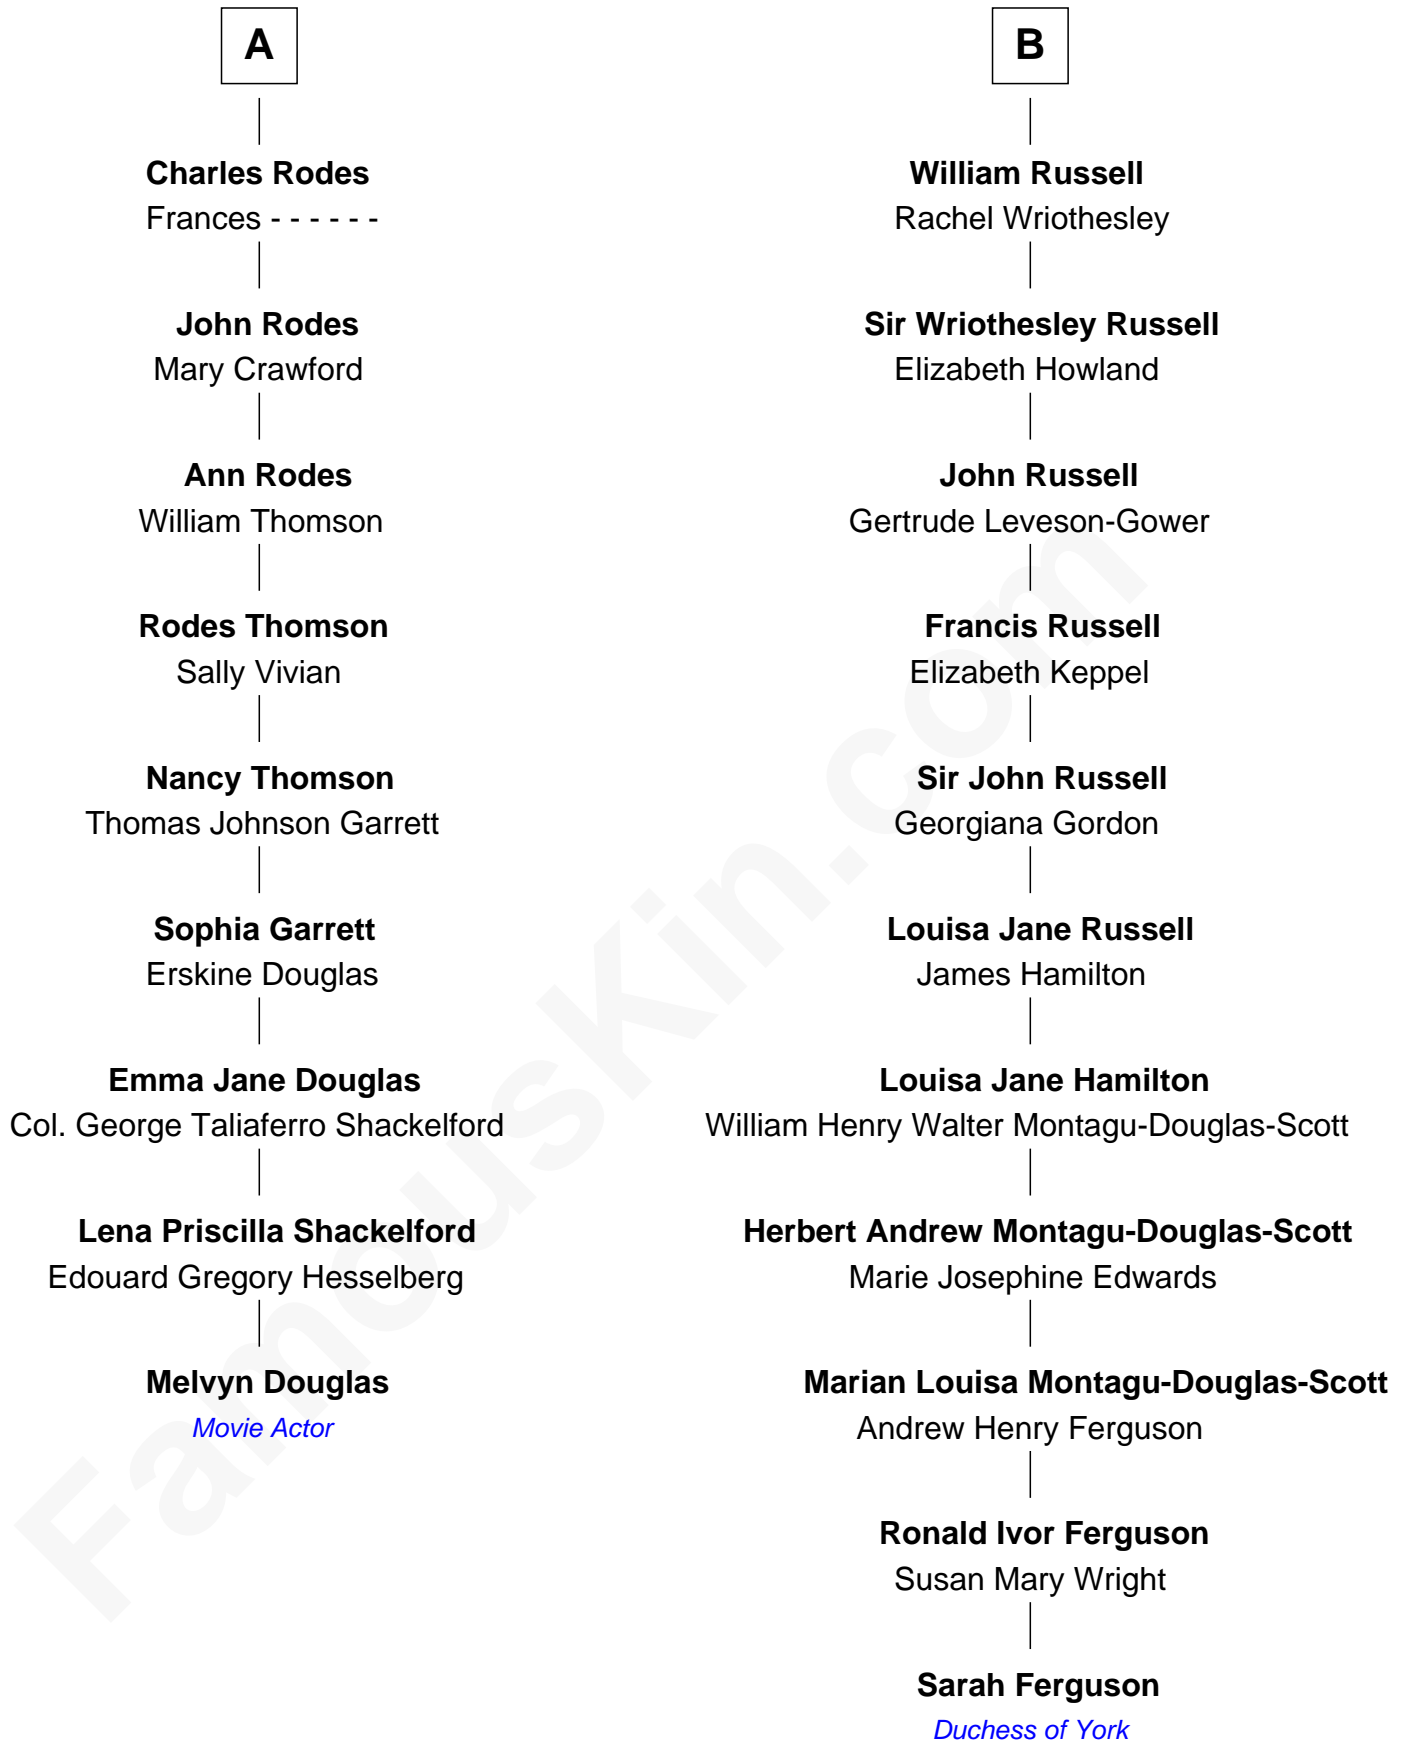 A
Charles Rodes
Frances - - - - - -
John Rodes
Mary Crawford
Ann Rodes
William Thomson
Rodes Thomson
Sally Vivian
Nancy Thomson
Thomas Johnson Garrett
Sophia Garrett
Erskine Douglas
Emma Jane Douglas
Col. George Taliaferro Shackelford
Lena Priscilla Shackelford
Edouard Gregory Hesselberg
Melvyn Douglas
Movie Actor
B
William Russell
Rachel Wriothesley
Sir Wriothesley Russell
Elizabeth Howland
John Russell
Gertrude Leveson-Gower
Francis Russell
Elizabeth Keppel
Sir John Russell
Georgiana Gordon
Louisa Jane Russell
James Hamilton
Louisa Jane Hamilton
William Henry Walter Montagu-Douglas-Scott
Herbert Andrew Montagu-Douglas-Scott
Marie Josephine Edwards
Marian Louisa Montagu-Douglas-Scott
Andrew Henry Ferguson
Ronald Ivor Ferguson
Susan Mary Wright
Sarah Ferguson
Duchess of York
FamousKin.com